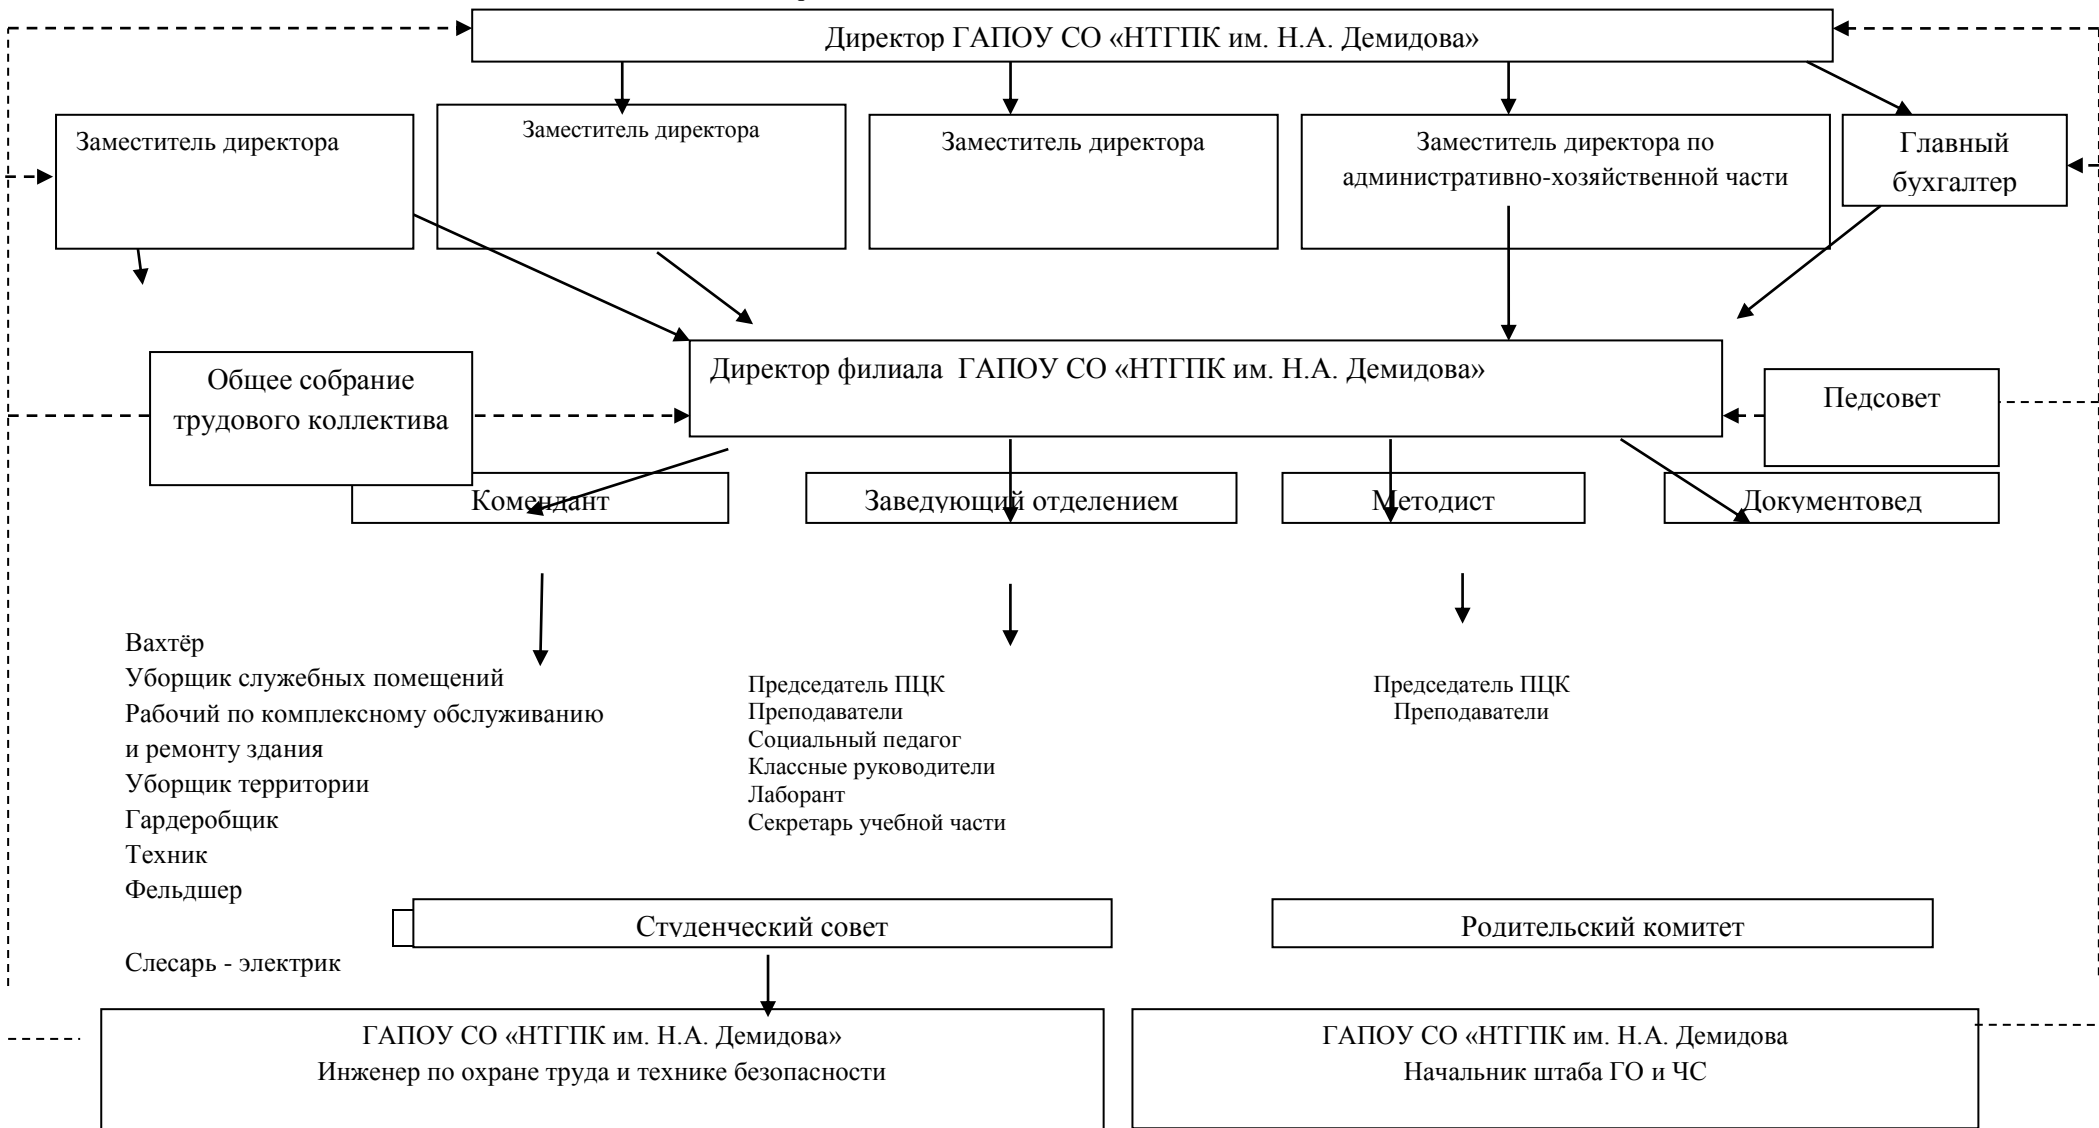 Директор ГАПОУ СО «НТГПК им. Н.А. Демидова»
Заместитель директора
Заместитель директора
Заместитель директора
Заместитель директора по
административно-хозяйственной части
Главный
бухгалтер
Общее собрание
трудового коллектива
Директор филиала ГАПОУ СО «НТГПК им. Н.А. Демидова»
Педсовет
Комендант
Заведующий отделением
Методист
Документовед
Вахтёр
Уборщик служебных помещений
Рабочий по комплексному обслуживанию
и ремонту здания
Уборщик территории
Гардеробщик
Техник
Фельдшер
Слесарь - электрик
Председатель ПЦК
Преподаватели
Социальный педагог
Классные руководители
Лаборант
Секретарь учебной части
Председатель ПЦК
Преподаватели
Студенческий совет
Родительский комитет
ГАПОУ СО «НТГПК им. Н.А. Демидова»
Инженер по охране труда и технике безопасности
ГАПОУ СО «НТГПК им. Н.А. Демидова
Начальник штаба ГО и ЧС